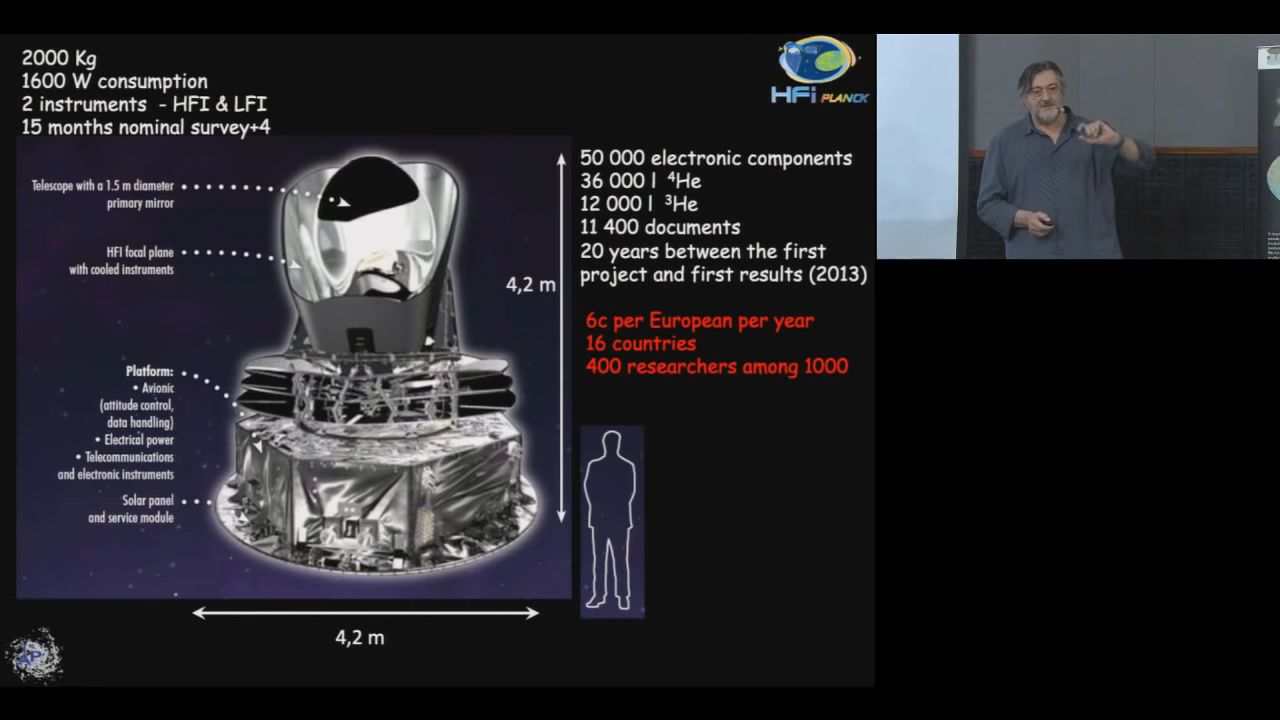 2000 Kg
1600 W consumption
2 instruments - HFI & LFI
15 months nominal survey+4
HFi PLANCK
Telescope with a 1.5 m diameter
primary mirror
HFI focal plane
with cooled instruments
Platform:
• Avionic
(attitude control,
data handling)
• Electrical power
• Telecommunications
and electronic instruments
Solar panel
and service module
4,2 m
4,2 m
50 000 electronic components
36 000 l ⁴He
12 000 l ³He
11 400 documents
20 years between the first
project and first results (2013)
6c per European per year
16 countries
400 researchers among 1000